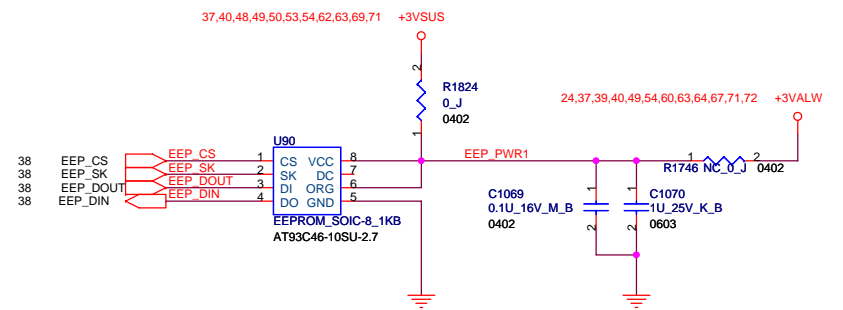 37,40,48,49,50,53,54,62,63,69,71 +3VSUS
2
R1824
0_J
0402
1
24,37,39,40,49,54,60,63,64,67,71,72 +3VALW
U90
38 EEP_CS EEP_CS 1 CS VCC 8 EEP_PWR1 1 R1746 NC_0_J 2 0402
38 EEP_SK EEP_SK 2 SK DC 7
38 EEP_DOUT EEP_DOUT 3 DI ORG 6
38 EEP_DIN EEP_DIN 4 DO GND 5
EEPROM_SOIC-8_1KB
AT93C46-10SU-2.7
1
C1069
0.1U_16V_M_B
0402
2
1
C1070
1U_25V_K_B
0603
2